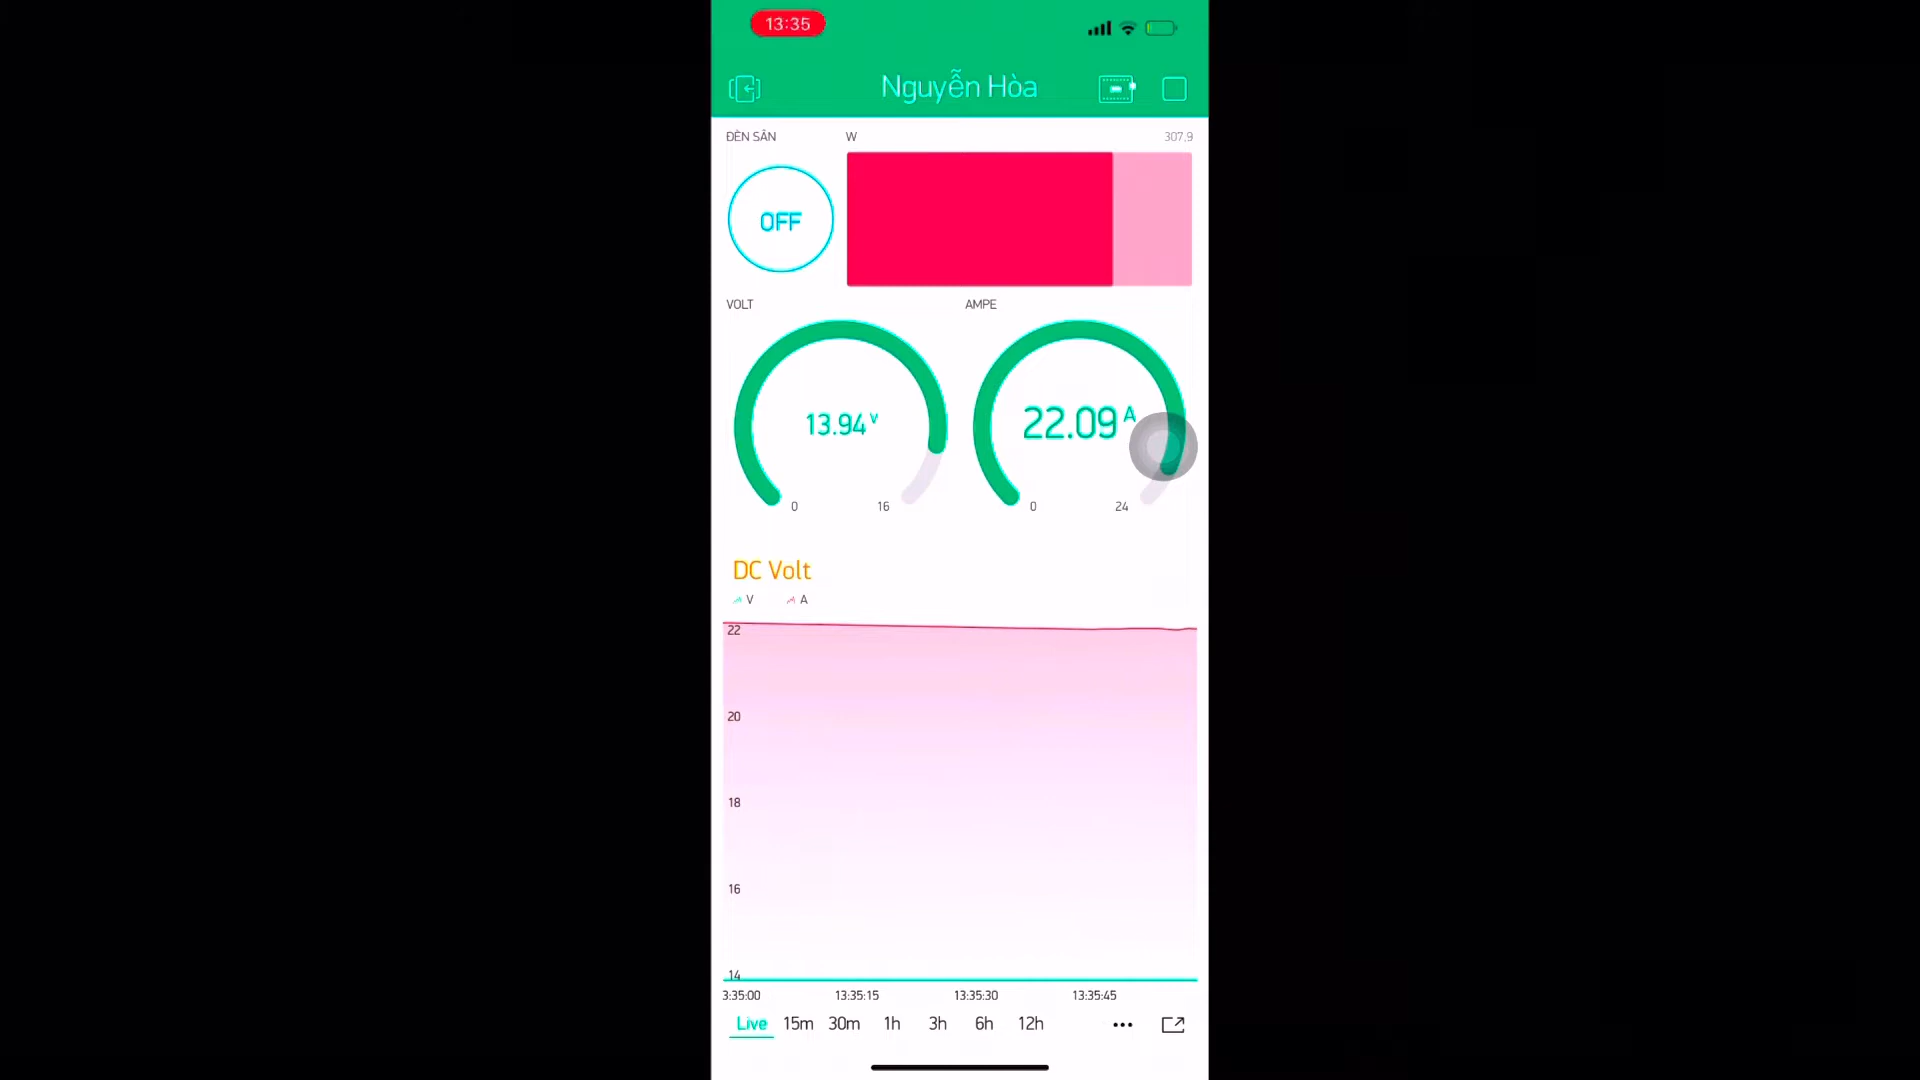 13:35
Nguyễn Hòa
ĐÈN SÂN
W
307,9
OFF
VOLT
AMPE
13.94 V
22.09 A
0
16
0
24
DC Volt
V
A
22
20
18
16
14
3:35:00
13:35:15
13:35:30
13:35:45
Live
15m
30m
1h
3h
6h
12h